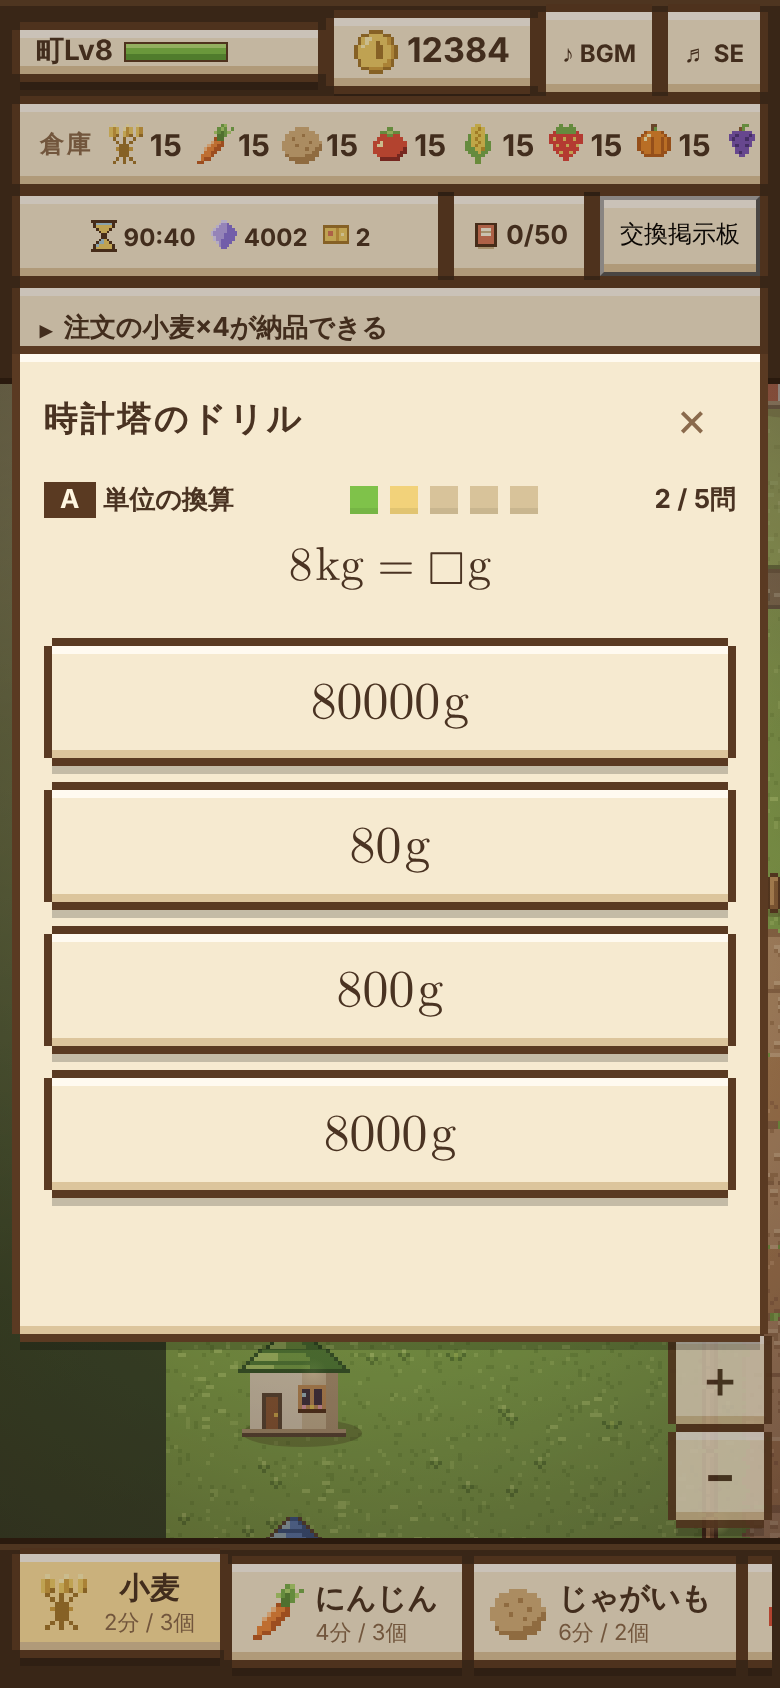 町Lv8 12384 ♪ BGM ♬ SE
倉庫 15 15 15 15 15 15 15
90:40 4002 2 0/50 交換掲示板
▶ 注文の小麦×4が納品できる
時計塔のドリル ×
A 単位の換算 2 / 5問
8kg = □g
80000g
80g
800g
8000g
+
−
小麦 にんじん じゃがいも
2分 / 3個 4分 / 3個 6分 / 2個